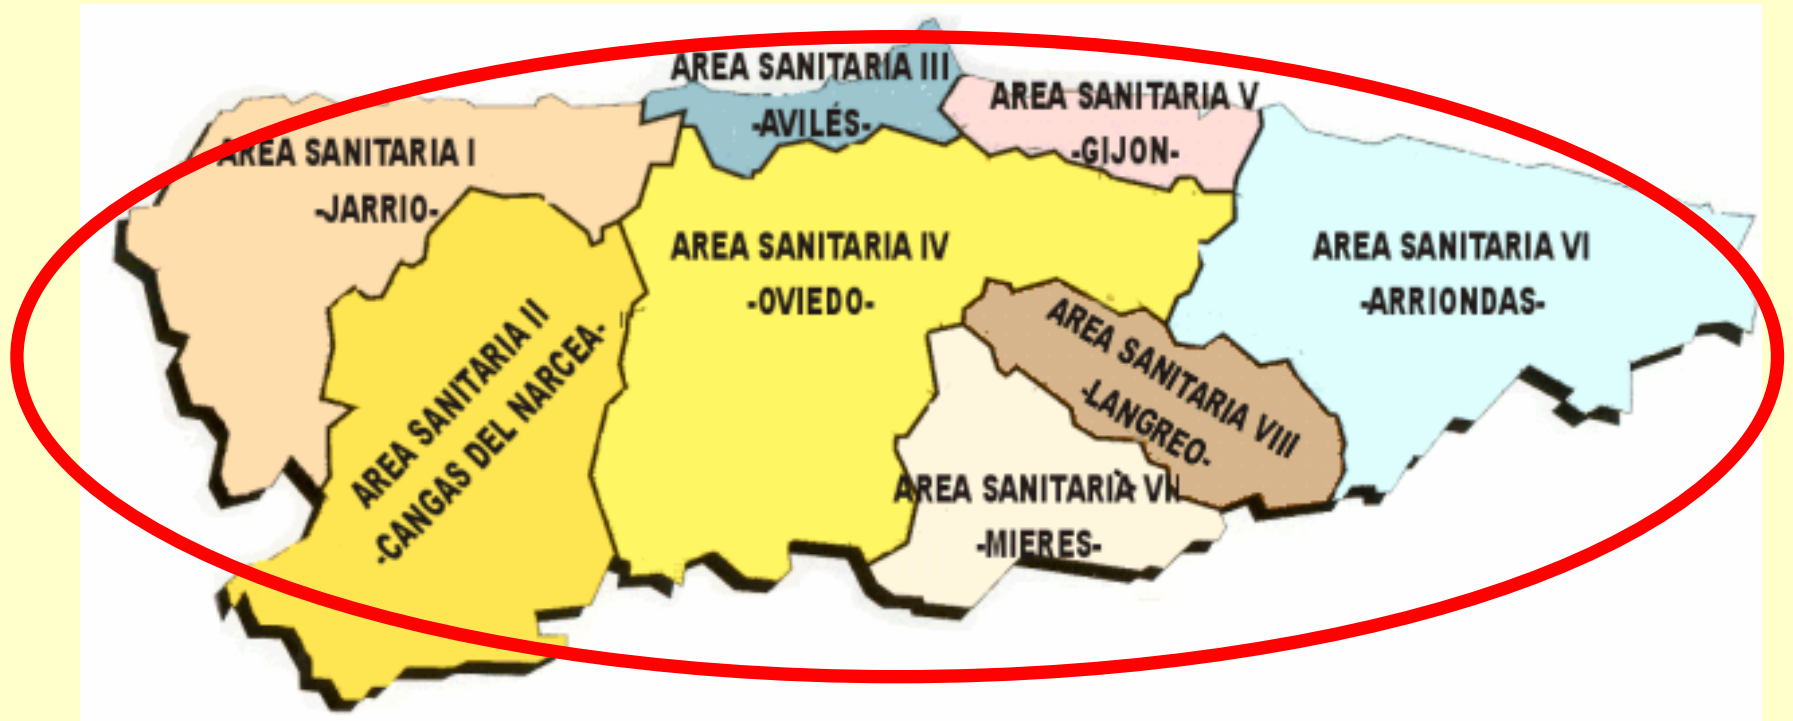 AREA SANITARIA III
-AVILÉS-
AREA SANITARIA V
-GIJON-
AREA SANITARIA I
-JARRIO-
AREA SANITARIA IV
-OVIEDO-
AREA SANITARIA VI
-ARRIONDAS-
AREA SANITARIA II
-CANGAS DEL NARCEA-
AREA SANITARIA VIII
-LANGREO-
AREA SANITARIA VII
-MIERES-